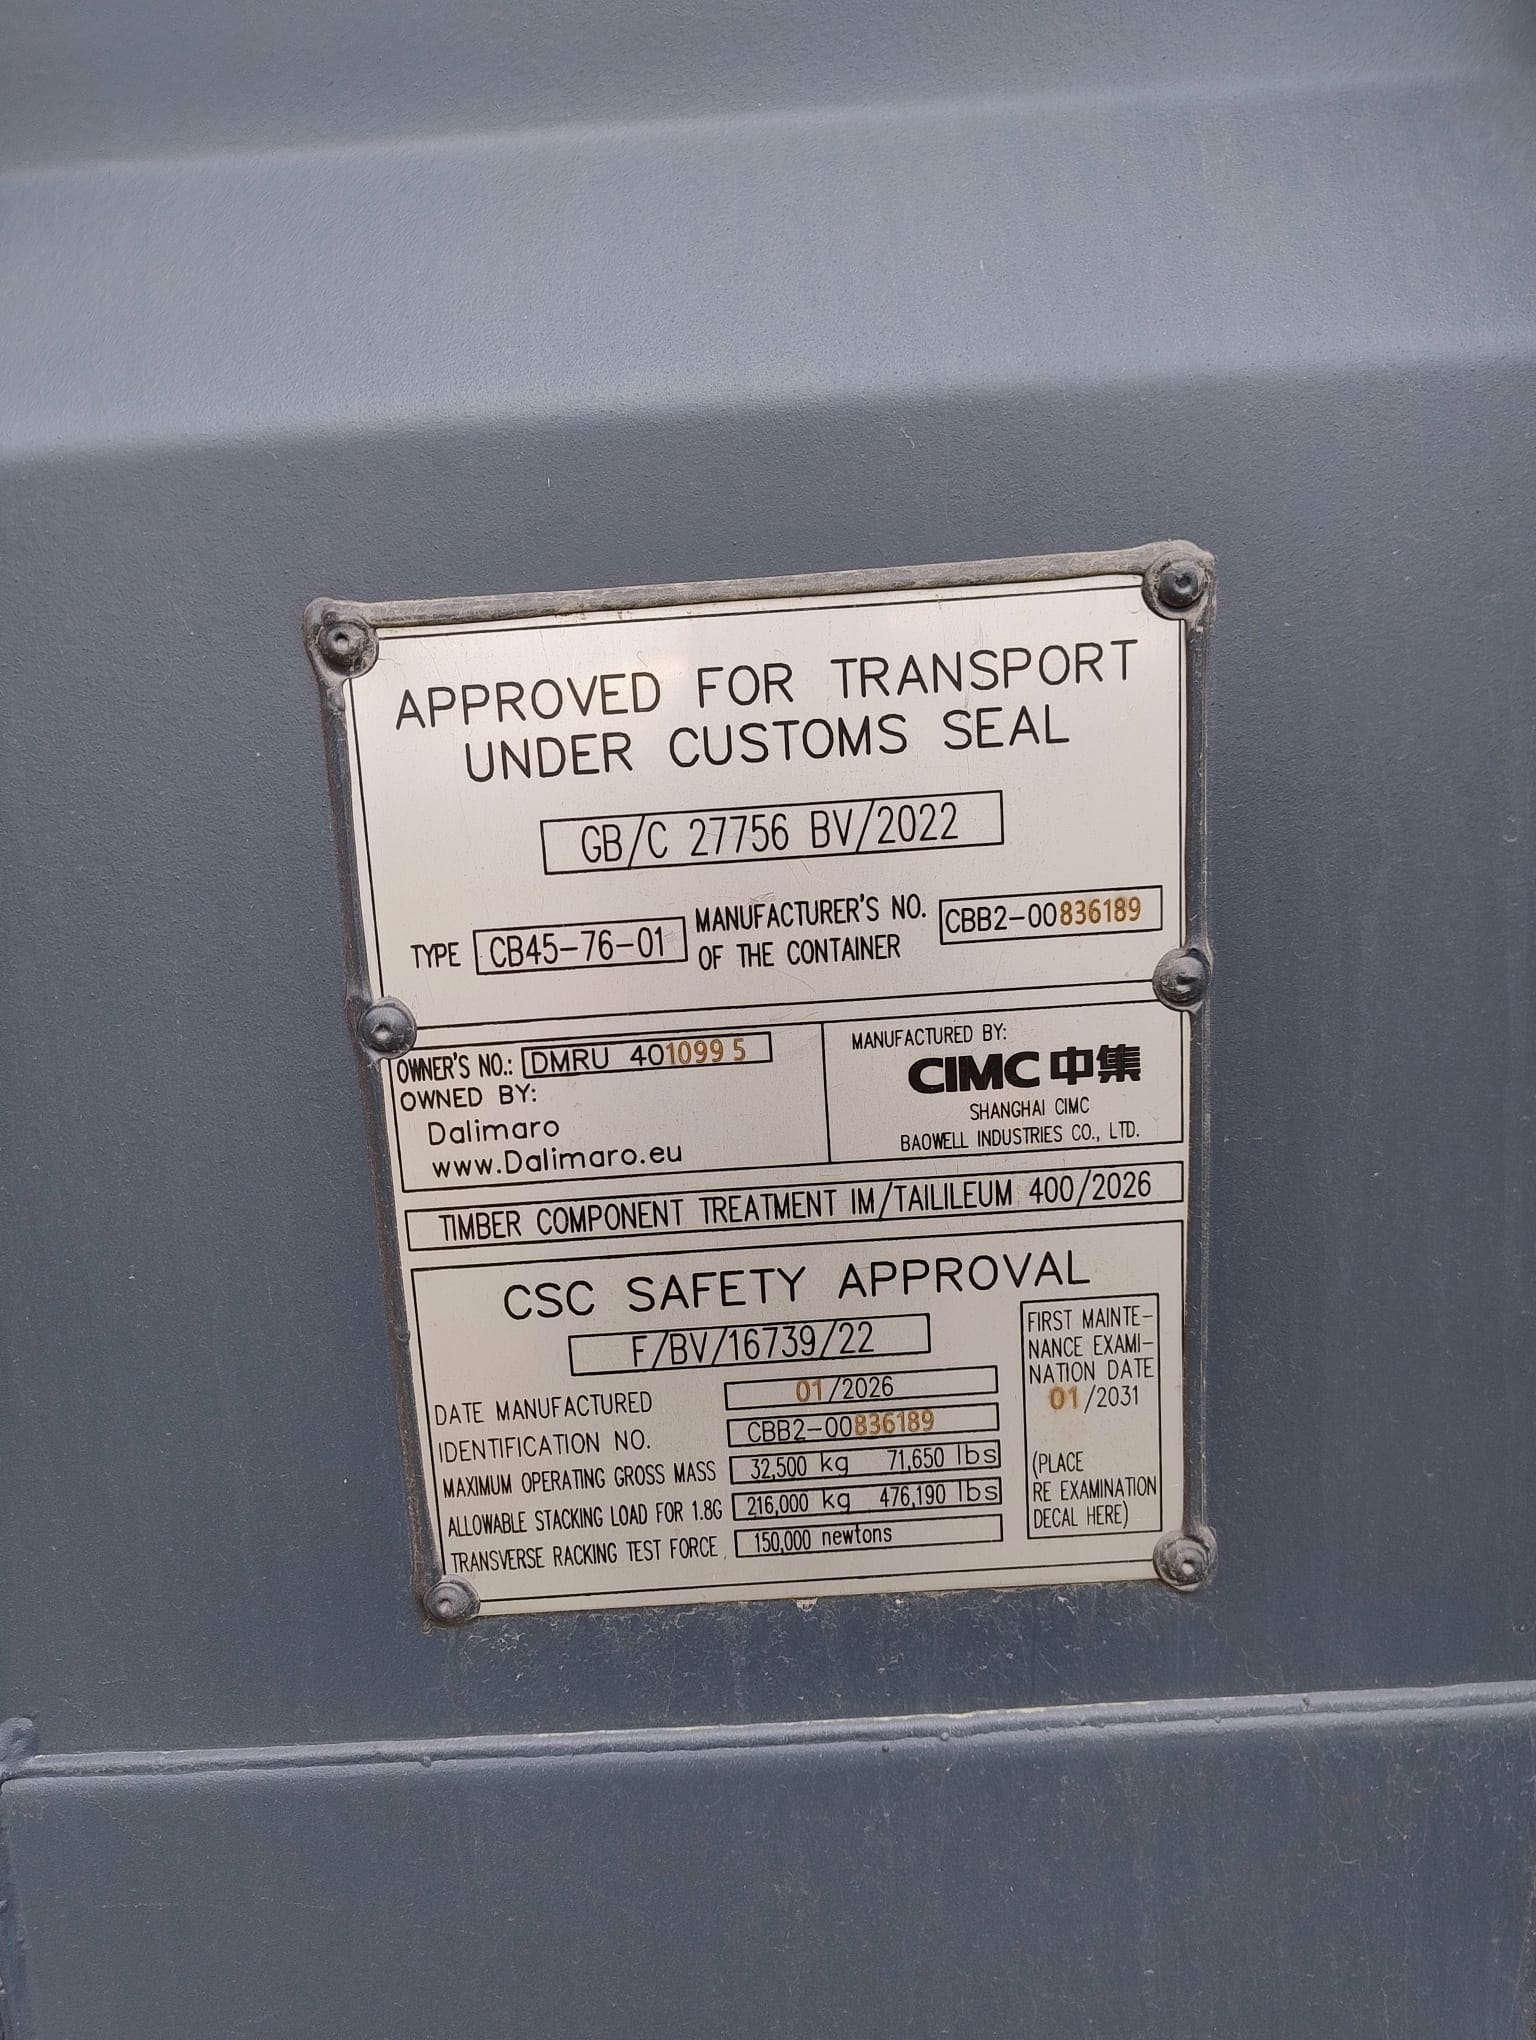 APPROVED FOR TRANSPORT
UNDER CUSTOMS SEAL
GB/C 27756 BV/2022
TYPE CB45-76-01 MANUFACTURER'S NO. OF THE CONTAINER CBB2-00836189
OWNER'S NO.: DMRU 401099 5
OWNED BY:
Dalimaro
www.Dalimaro.eu
MANUFACTURED BY:
CIMC 中集
SHANGHAI CIMC
BAOWELL INDUSTRIES CO., LTD.
TIMBER COMPONENT TREATMENT IM/TAILILEUM 400/2026
CSC SAFETY APPROVAL
F/BV/16739/22
DATE MANUFACTURED 01/2026
IDENTIFICATION NO. CBB2-00836189
MAXIMUM OPERATING GROSS MASS 32,500 kg 71,650 lbs
ALLOWABLE STACKING LOAD FOR 1.8G 216,000 kg 476,190 lbs
TRANSVERSE RACKING TEST FORCE 150,000 newtons
FIRST MAINTE-
NANCE EXAMI-
NATION DATE
01/2031
(PLACE
RE EXAMINATION
DECAL HERE)